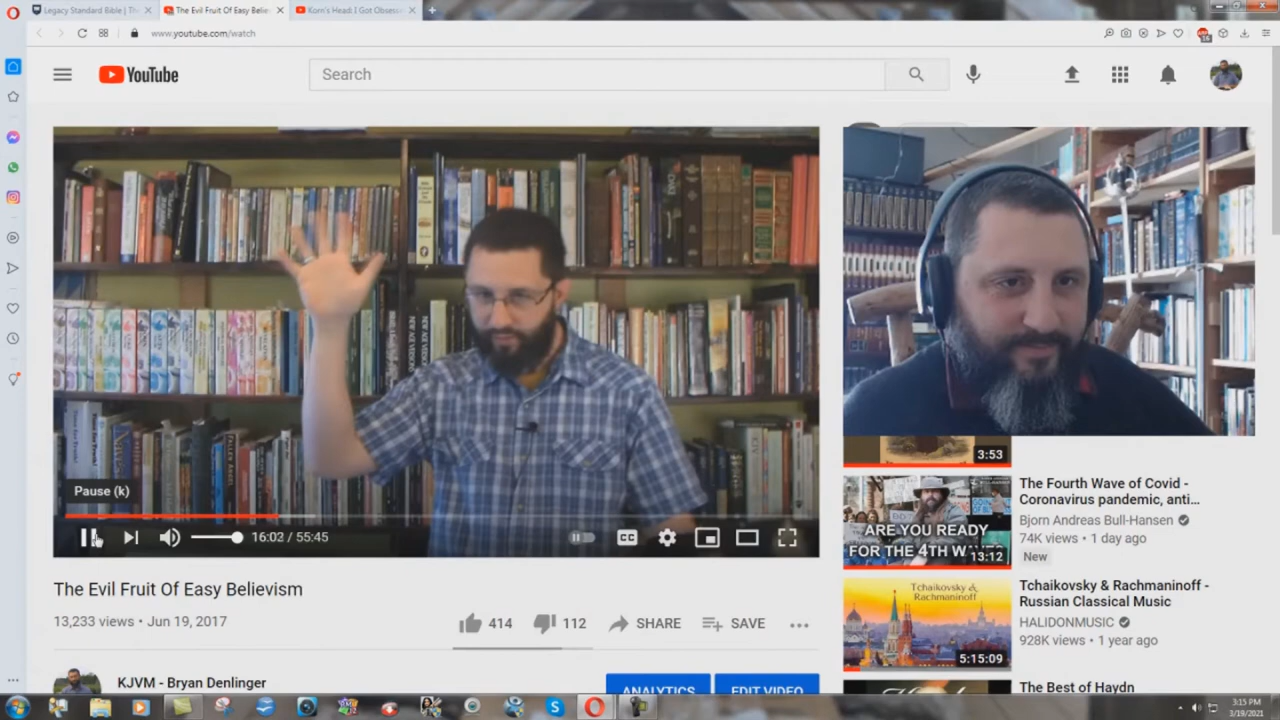 Legacy Standard Bible | Th
The Evil Fruit Of Easy Believ
Korn's Head: I Got Obsess
www.youtube.com/watch
YouTube
Search
Pause (k)
16:02 / 55:45
CC
The Evil Fruit Of Easy Believism
13,233 views • Jun 19, 2017
414
112
SHARE
SAVE
KJVM - Bryan Denlinger
ANALYTICS
EDIT VIDEO
3:53
ARE YOU READY
FOR THE 4TH WAVE
13:12
The Fourth Wave of Covid -
Coronavirus pandemic, anti...
Bjorn Andreas Bull-Hansen
74K views • 1 day ago
New
Tchaikovsky &
Rachmaninoff
5:15:09
Tchaikovsky & Rachmaninoff -
Russian Classical Music
HALIDONMUSIC
928K views • 1 year ago
The Best of Haydn
3:15 PM
3/19/2021